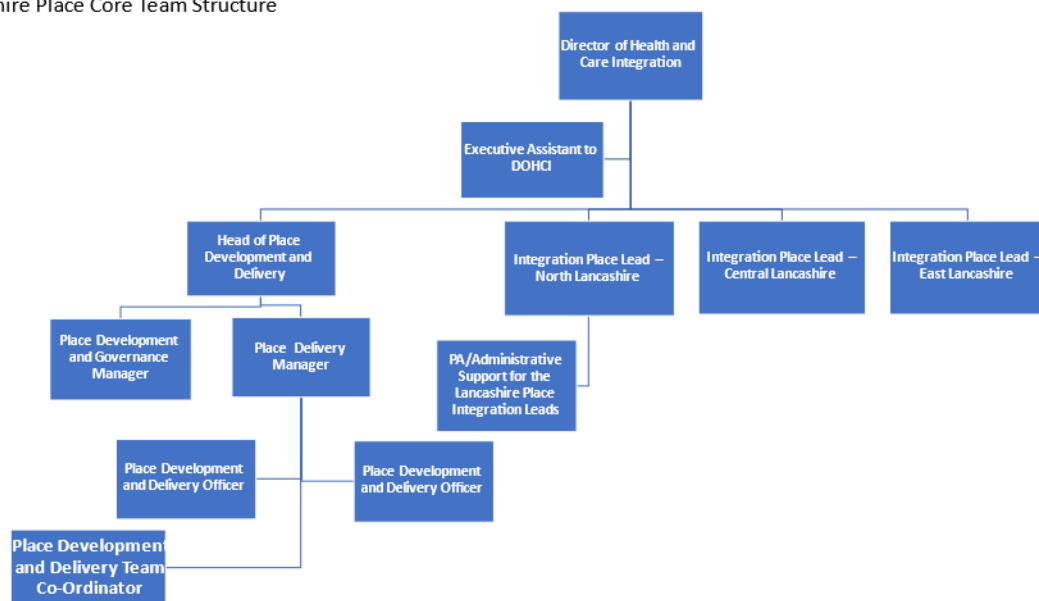 hire Place Core Team Structure
Director of Health and
Care Integration
Executive Assistant to
DOHCI
Head of Place
Development and
Delivery
Integration Place Lead –
North Lancashire
Integration Place Lead –
Central Lancashire
Integration Place Lead –
East Lancashire
Place Development
and Governance
Manager
Place Delivery
Manager
PA/Administrative
Support for the
Lancashire Place
Integration Leads
Place Development
and Delivery Officer
Place Development
and Delivery Officer
Place Development
and Delivery Team
Co-Ordinator